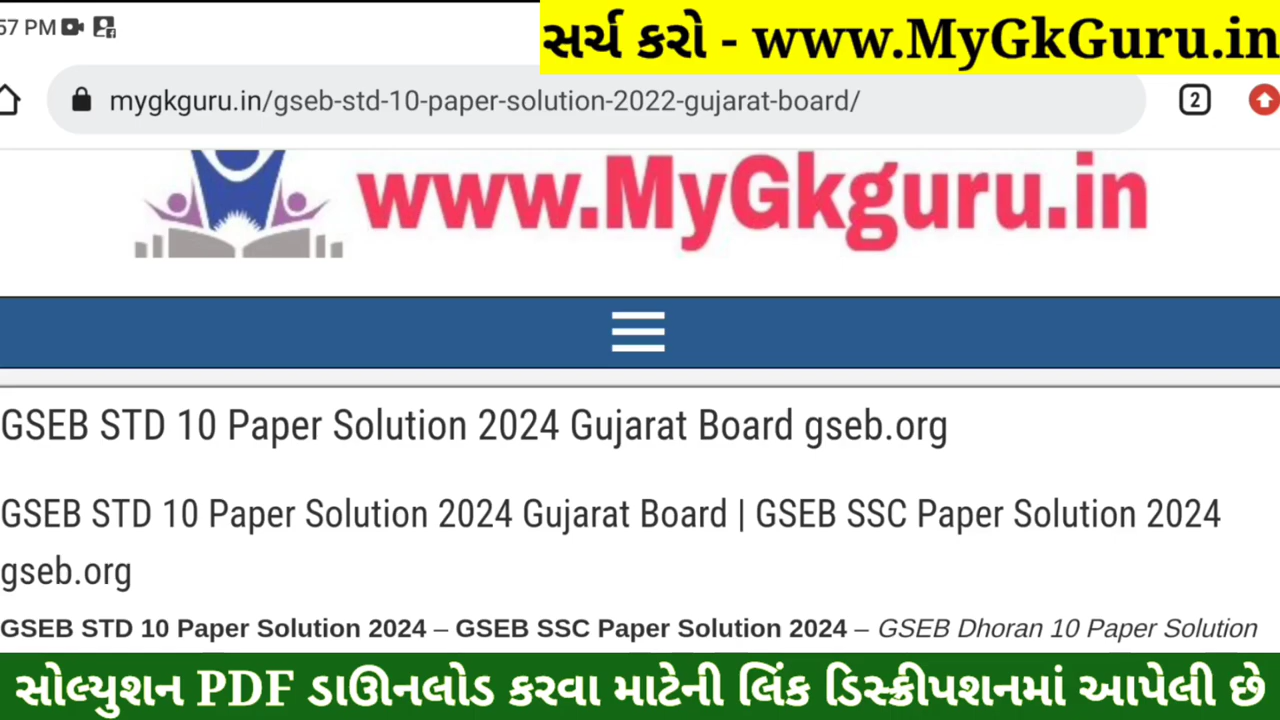 57 PM
સર્ચ કરો - www.MyGkGuru.in
mygkguru.in/gseb-std-10-paper-solution-2022-gujarat-board/
2
www.MyGkguru.in
GSEB STD 10 Paper Solution 2024 Gujarat Board gseb.org
GSEB STD 10 Paper Solution 2024 Gujarat Board | GSEB SSC Paper Solution 2024
gseb.org
GSEB STD 10 Paper Solution 2024 – GSEB SSC Paper Solution 2024 – GSEB Dhoran 10 Paper Solution
સોલ્યુશન PDF ડાઊનલોડ કરવા માટેની લિંક ડિસ્ક્રીપશનમાં આપેલી છે